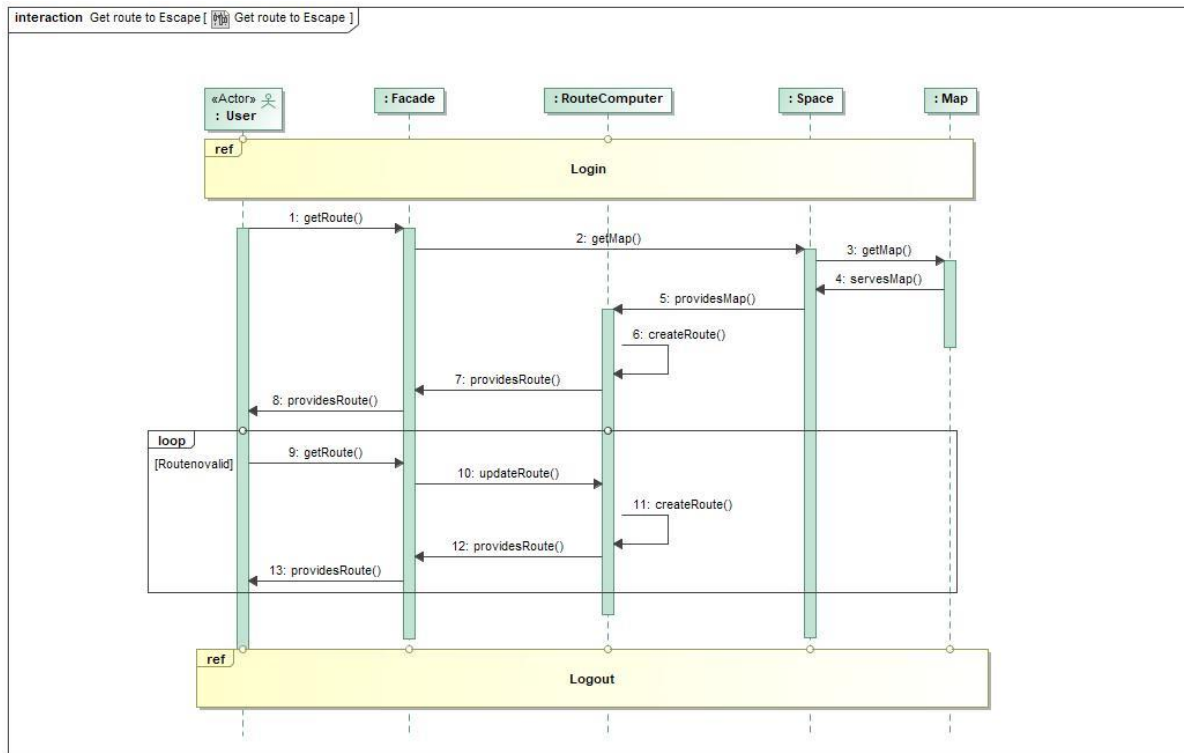 interaction Get route to Escape [ Get route to Escape ]
«Actor»
: User
: Facade
: RouteComputer
: Space
: Map
ref
Login
1: getRoute()
2: getMap()
3: getMap()
4: servesMap()
5: providesMap()
6: createRoute()
7: providesRoute()
8: providesRoute()
loop
[Routenovalid]
9: getRoute()
10: updateRoute()
11: createRoute()
12: providesRoute()
13: providesRoute()
ref
Logout